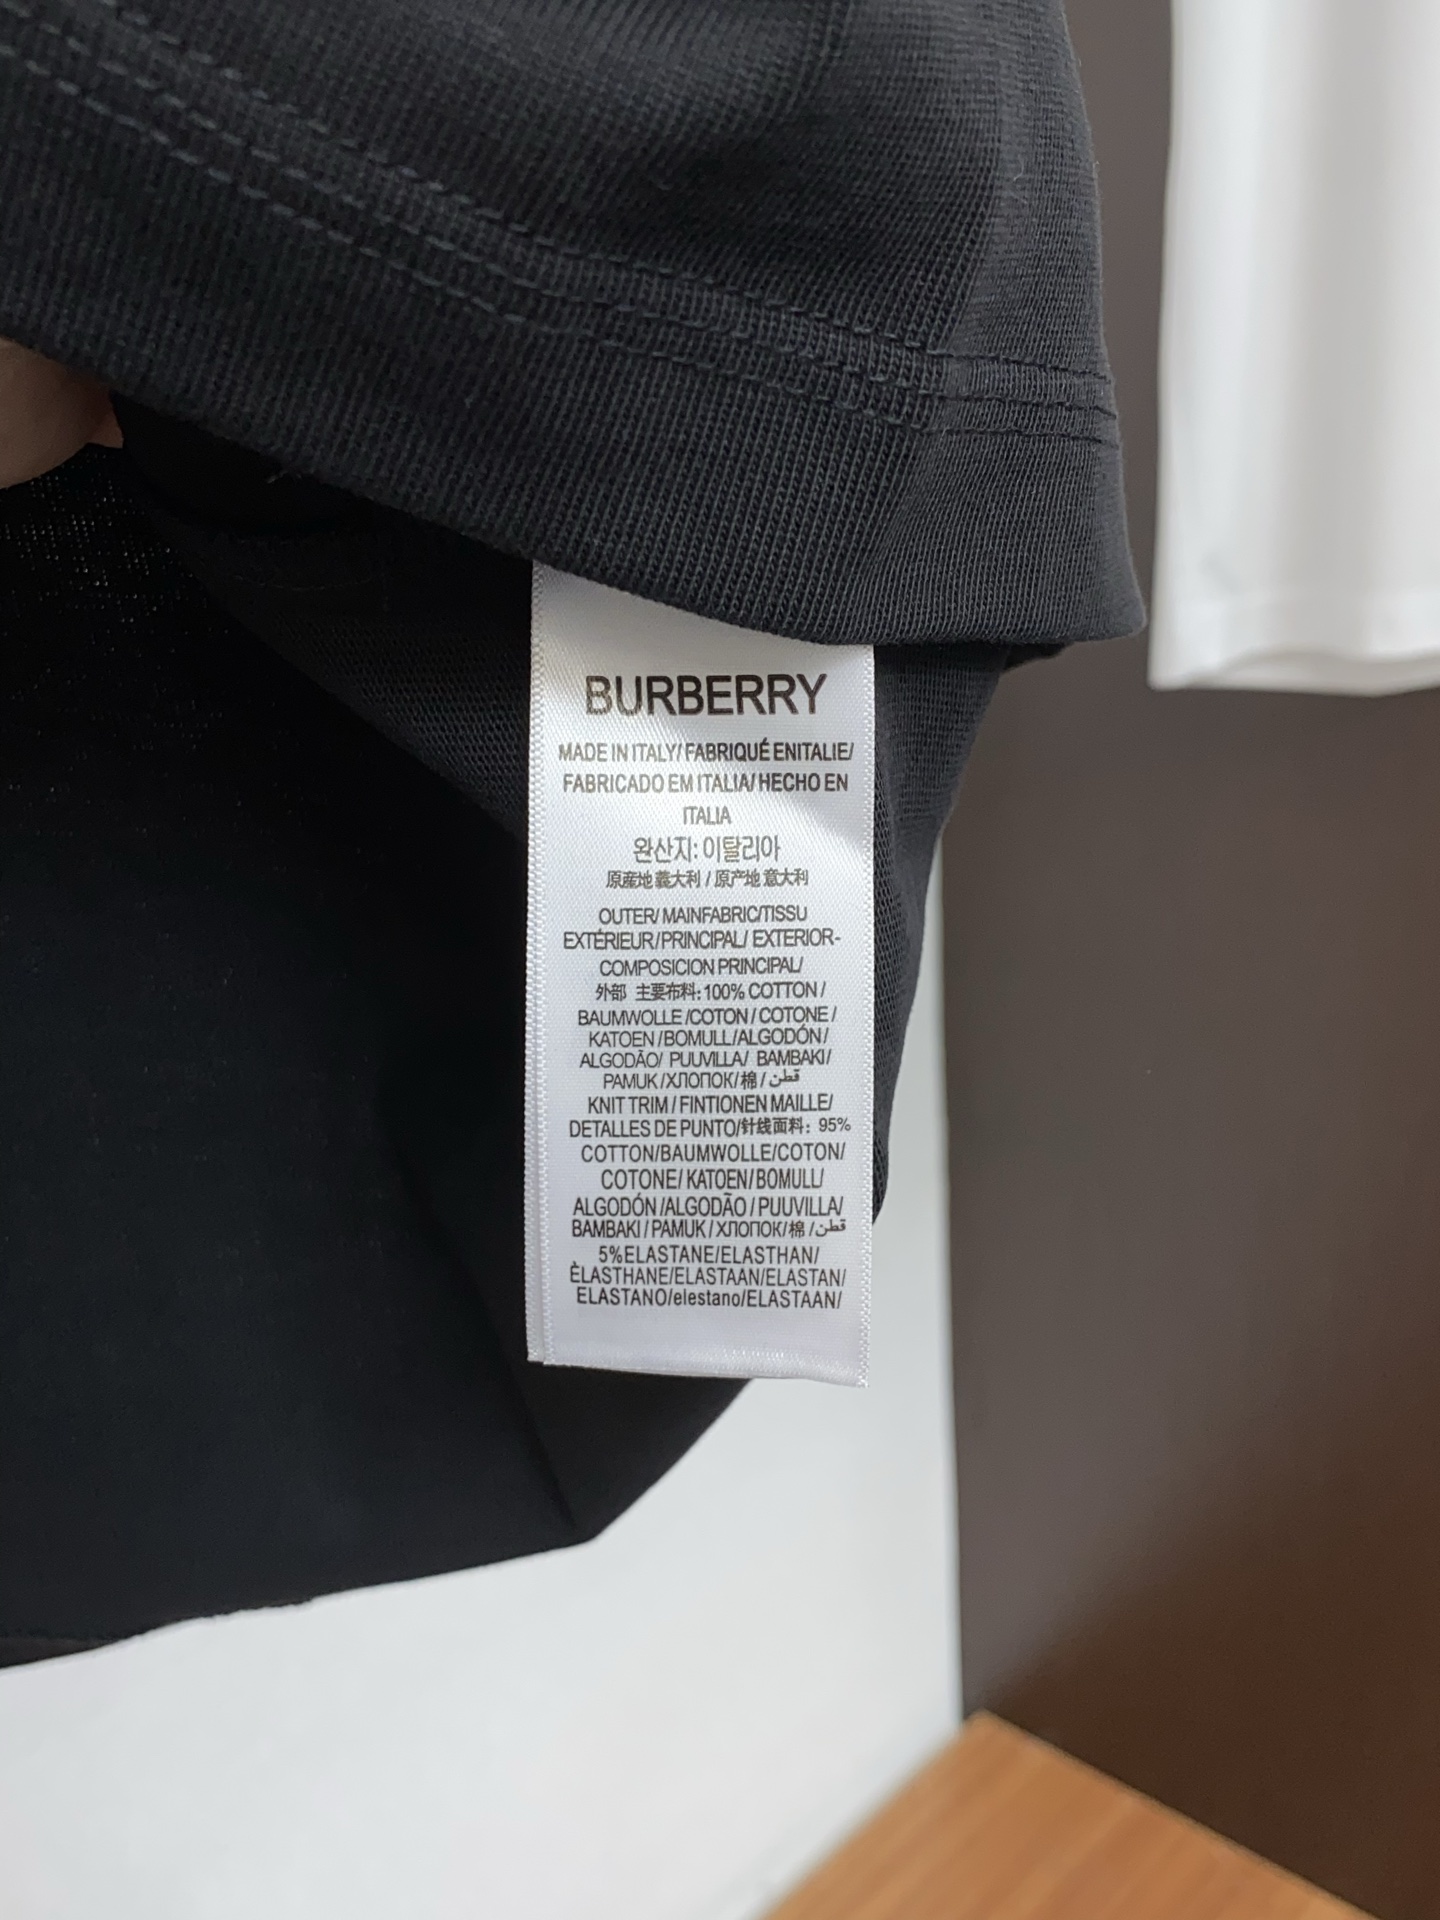 BURBERRY
MADE IN ITALY/ FABRIQUÉ ENITALIE/
FABRICADO EM ITALIA/ HECHO EN
ITALIA
완산지: 이탈리아
原産地 義大利 / 原产地 意大利
OUTER/ MAINFABRIC/TISSU
EXTÉRIEUR/PRINCIPAL/ EXTERIOR-
COMPOSICION PRINCIPAL/
外部 主要布料: 100% COTTON /
BAUMWOLLE /COTON / COTONE /
KATOEN /BOMULL/ALGODÓN /
ALGODÃO/ PUUVILLA/ BAMBAKI/
PAMUK /ХЛОПОК/棉 / قطن
KNIT TRIM / FINTIONEN MAILLE/
DETALLES DE PUNTO/针线面料: 95%
COTTON/BAUMWOLLE/COTON/
COTONE/ KATOEN/BOMULL/
ALGODÓN /ALGODÃO / PUUVILLA/
BAMBAKI / PAMUK / ХЛОПОК/棉 / قطن
5%ELASTANE/ELASTHAN/
ÈLASTHANE/ELASTAAN/ELASTAN/
ELASTANO/elestano/ELASTAAN/